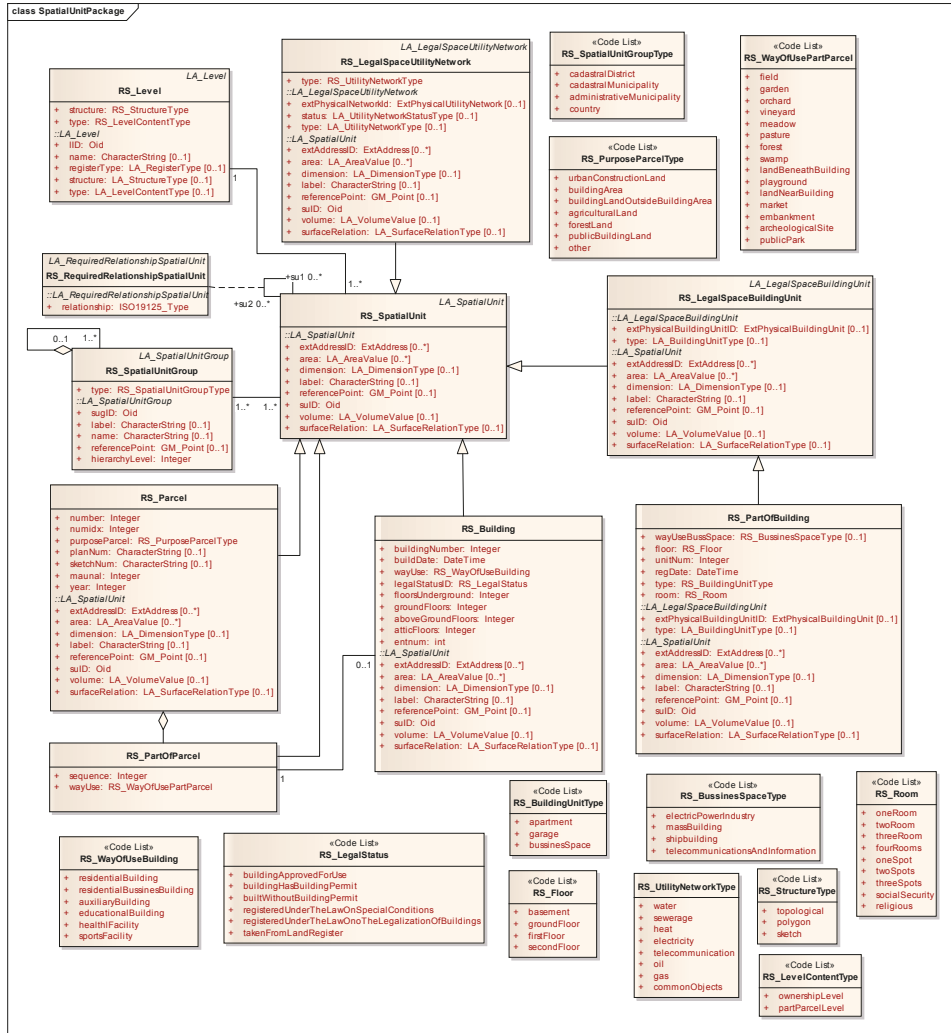 class SpatialUnitPackage
LA_Level
RS_Level
+ structure: RS_StructureType
+ type: RS_LevelContentType
::LA_Level
+ lID: Oid
+ name: CharacterString [0..1]
+ registerType: LA_RegisterType [0..1]
+ structure: LA_StructureType [0..1]
+ type: LA_LevelContentType [0..1]
1
LA_LegalSpaceUtilityNetwork
RS_LegalSpaceUtilityNetwork
+ type: RS_UtilityNetworkType
::LA_LegalSpaceUtilityNetwork
+ extPhysicalNetworkId: ExtPhysicalUtilityNetwork [0..1]
+ status: LA_UtilityNetworkStatusType [0..1]
+ type: LA_UtilityNetworkType [0..1]
::LA_SpatialUnit
+ extAddressID: ExtAddress [0..*]
+ area: LA_AreaValue [0..*]
+ dimension: LA_DimensionType [0..1]
+ label: CharacterString [0..1]
+ referencePoint: GM_Point [0..1]
+ suID: Oid
+ volume: LA_VolumeValue [0..1]
+ surfaceRelation: LA_SurfaceRelationType [0..1]
«Code List»
RS_SpatialUnitGroupType
+ cadastralDistrict
+ cadastralMunicipality
+ administrativeMunicipality
+ country
«Code List»
RS_PurposeParcelType
+ urbanConstructionLand
+ buildingArea
+ buildingLandOutsideBuildingArea
+ agriculturalLand
+ forestLand
+ publicBuildingLand
+ other
«Code List»
RS_WayOfUsePartParcel
+ field
+ garden
+ orchard
+ vineyard
+ meadow
+ pasture
+ forest
+ swamp
+ landBeneathBuilding
+ playground
+ landNearBuilding
+ market
+ embankment
+ archeologicalSite
+ publicPark
LA_RequiredRelationshipSpatialUnit
RS_RequiredRelationshipSpatialUnit
::LA_RequiredRelationshipSpatialUnit
+ relationship: ISO19125_Type
+su1 0..*
+su2 0..*
1..*
0..1 1..*
LA_SpatialUnitGroup
RS_SpatialUnitGroup
+ type: RS_SpatialUnitGroupType
::LA_SpatialUnitGroup
+ sugID: Oid
+ label: CharacterString [0..1]
+ name: CharacterString [0..1]
+ referencePoint: GM_Point [0..1]
+ hierarchyLevel: Integer
1..* 1..*
LA_SpatialUnit
RS_SpatialUnit
::LA_SpatialUnit
+ extAddressID: ExtAddress [0..*]
+ area: LA_AreaValue [0..*]
+ dimension: LA_DimensionType [0..1]
+ label: CharacterString [0..1]
+ referencePoint: GM_Point [0..1]
+ suID: Oid
+ volume: LA_VolumeValue [0..1]
+ surfaceRelation: LA_SurfaceRelationType [0..1]
LA_LegalSpaceBuildingUnit
RS_LegalSpaceBuildingUnit
::LA_LegalSpaceBuildingUnit
+ extPhysicalBuildingUnitID: ExtPhysicalBuildingUnit [0..1]
+ type: LA_BuildingUnitType [0..1]
::LA_SpatialUnit
+ extAddressID: ExtAddress [0..*]
+ area: LA_AreaValue [0..*]
+ dimension: LA_DimensionType [0..1]
+ label: CharacterString [0..1]
+ referencePoint: GM_Point [0..1]
+ suID: Oid
+ volume: LA_VolumeValue [0..1]
+ surfaceRelation: LA_SurfaceRelationType [0..1]
RS_Parcel
+ number: Integer
+ numidx: Integer
+ purposeParcel: RS_PurposeParcelType
+ planNum: CharacterString [0..1]
+ sketchNum: CharacterString [0..1]
+ maunal: Integer
+ year: Integer
::LA_SpatialUnit
+ extAddressID: ExtAddress [0..*]
+ area: LA_AreaValue [0..*]
+ dimension: LA_DimensionType [0..1]
+ label: CharacterString [0..1]
+ referencePoint: GM_Point [0..1]
+ suID: Oid
+ volume: LA_VolumeValue [0..1]
+ surfaceRelation: LA_SurfaceRelationType [0..1]
RS_Building
+ buildingNumber: Integer
+ buildDate: DateTime
+ wayUse: RS_WayOfUseBuilding
+ legalStatusID: RS_LegalStatus
+ floorsUnderground: Integer
+ groundFloors: Integer
+ aboveGroundFloors: Integer
+ atticFloors: Integer
+ entnum: int
::LA_SpatialUnit
+ extAddressID: ExtAddress [0..*]
+ area: LA_AreaValue [0..*]
+ dimension: LA_DimensionType [0..1]
+ label: CharacterString [0..1]
+ referencePoint: GM_Point [0..1]
+ suID: Oid
+ volume: LA_VolumeValue [0..1]
+ surfaceRelation: LA_SurfaceRelationType [0..1]
0..1
RS_PartOfBuilding
+ wayUseBussSpace: RS_BussinesSpaceType [0..1]
+ floor: RS_Floor
+ unitNum: Integer
+ regDate: DateTime
+ type: RS_BuildingUnitType
+ room: RS_Room
::LA_LegalSpaceBuildingUnit
+ extPhysicalBuildingUnitID: ExtPhysicalBuildingUnit [0..1]
+ type: LA_BuildingUnitType [0..1]
::LA_SpatialUnit
+ extAddressID: ExtAddress [0..*]
+ area: LA_AreaValue [0..*]
+ dimension: LA_DimensionType [0..1]
+ label: CharacterString [0..1]
+ referencePoint: GM_Point [0..1]
+ suID: Oid
+ volume: LA_VolumeValue [0..1]
+ surfaceRelation: LA_SurfaceRelationType [0..1]
RS_PartOfParcel
+ sequence: Integer
+ wayUse: RS_WayOfUsePartParcel
1
«Code List»
RS_WayOfUseBuilding
+ residentialBuilding
+ residentialBussinesBuilding
+ auxiliaryBuilding
+ educationalBuilding
+ healthlFacility
+ sportsFacility
«Code List»
RS_LegalStatus
+ buildingApprovedForUse
+ buildingHasBuildingPermit
+ builtWithoutBuildingPermit
+ registeredUnderTheLawOnSpecialConditions
+ registeredUnderTheLawOnoTheLegalizationOfBuildings
+ takenFromLandRegister
«Code List»
RS_BuildingUnitType
+ apartment
+ garage
+ bussinesSpace
«Code List»
RS_Floor
+ basement
+ groundFloor
+ firstFloor
+ secondFloor
«Code List»
RS_BussinesSpaceType
+ electricPowerIndustry
+ massBuilding
+ shipbuilding
+ telecommunicationsAndInformation
RS_UtilityNetworkType
+ water
+ sewerage
+ heat
+ electricity
+ telecommunication
+ oil
+ gas
+ commonObjects
«Code List»
RS_StructureType
+ topological
+ polygon
+ sketch
«Code List»
RS_Room
+ oneRoom
+ twoRoom
+ threeRoom
+ fourRooms
+ oneSpot
+ twoSpots
+ threeSpots
+ socialSecurity
+ religious
«Code List»
RS_LevelContentType
+ ownershipLevel
+ partParcelLevel